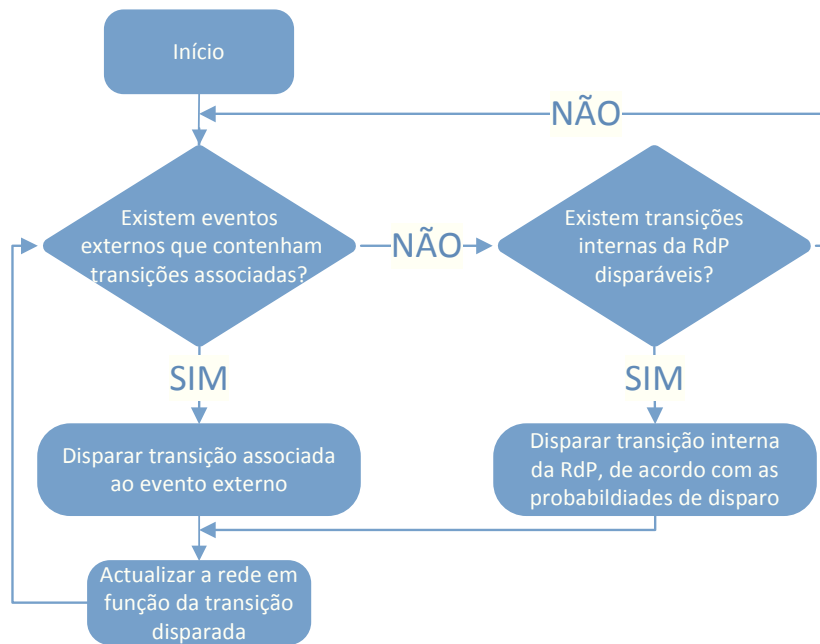 Início
NÃO
Existem eventos
externos que contenham
transições associadas?
NÃO
Existem transições
internas da RdP
disparáveis?
SIM
SIM
Disparar transição associada
ao evento externo
Disparar transição interna
da RdP, de acordo com as
probabildiades de disparo
Actualizar a rede em
função da transição
disparada